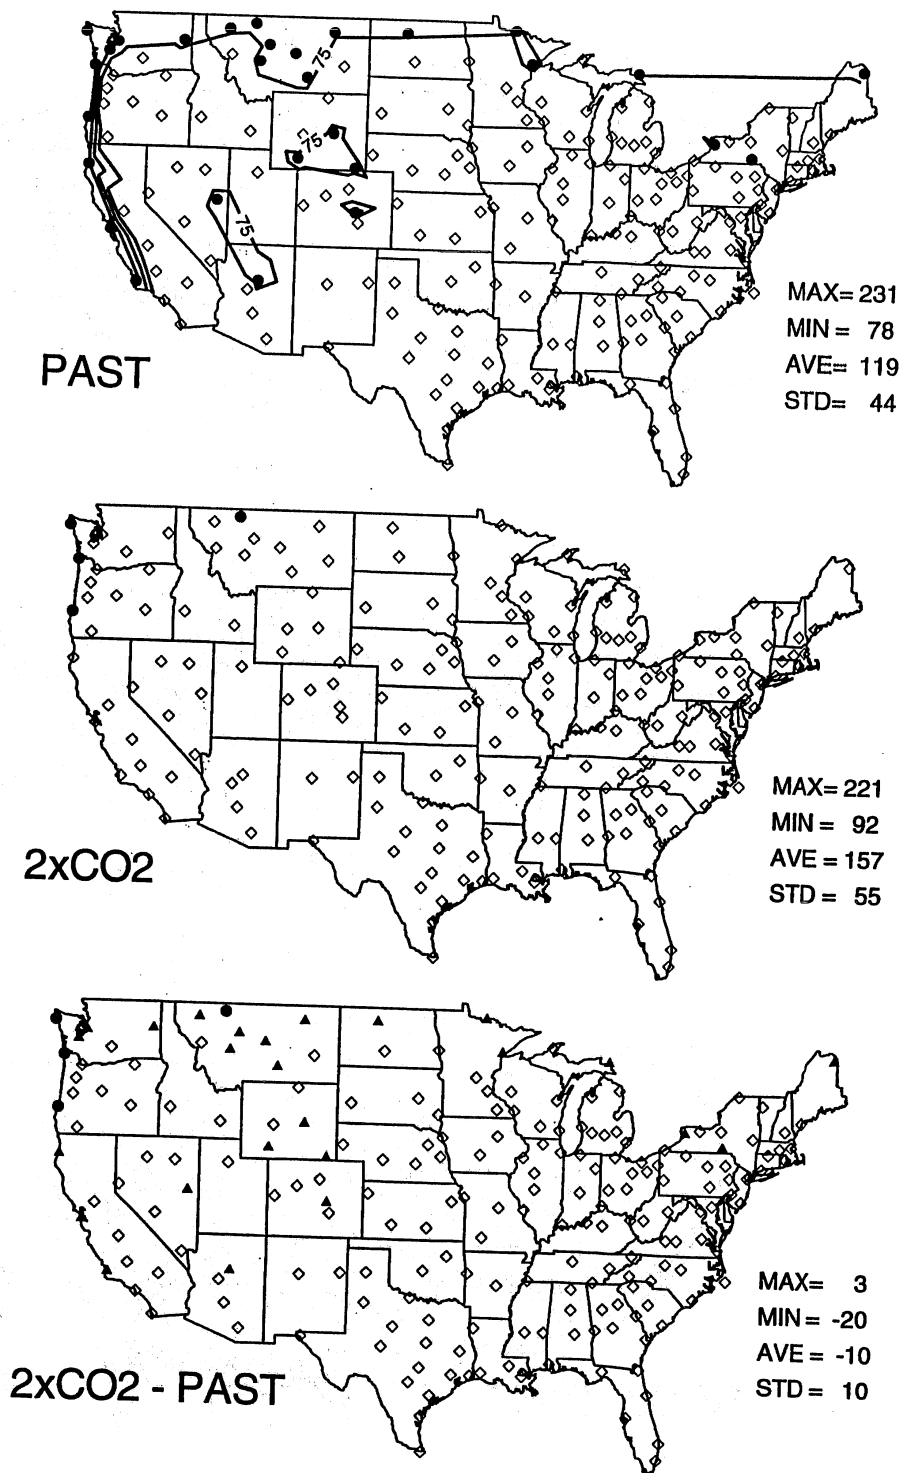 75
75
75
MAX= 231
MIN = 78
AVE= 119
STD= 44
PAST
MAX= 221
MIN = 92
AVE = 157
STD = 55
2xCO2
MAX= 3
MIN = -20
AVE = -10
STD = 10
2xCO2 - PAST